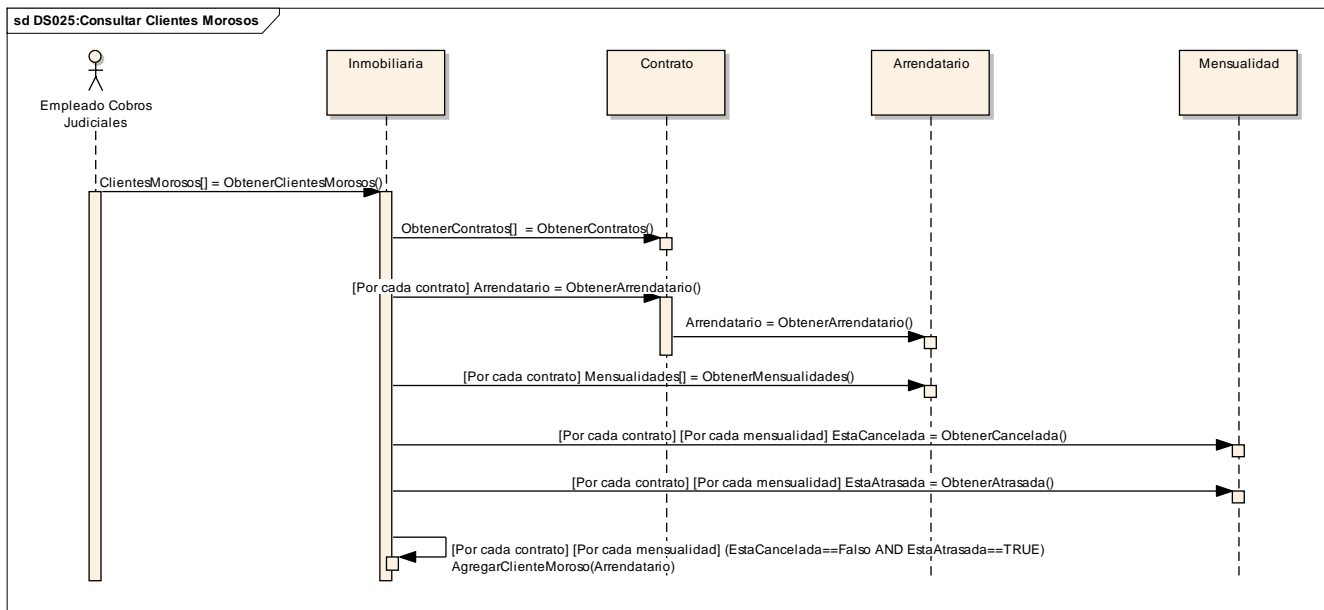 sd DS025:Consultar Clientes Morosos
Empleado Cobros
Judiciales
Inmobiliaria
Contrato
Arrendatario
Mensualidad
ClientesMorosos[] = ObtenerClientesMorosos()
ObtenerContratos[]  = ObtenerContratos()
[Por cada contrato] Arrendatario = ObtenerArrendatario()
Arrendatario = ObtenerArrendatario()
[Por cada contrato] Mensualidades[] = ObtenerMensualidades()
[Por cada contrato] [Por cada mensualidad] EstaCancelada = ObtenerCancelada()
[Por cada contrato] [Por cada mensualidad] EstaAtrasada = ObtenerAtrasada()
[Por cada contrato] [Por cada mensualidad] (EstaCancelada==Falso AND EstaAtrasada==TRUE)
AgregarClienteMoroso(Arrendatario)